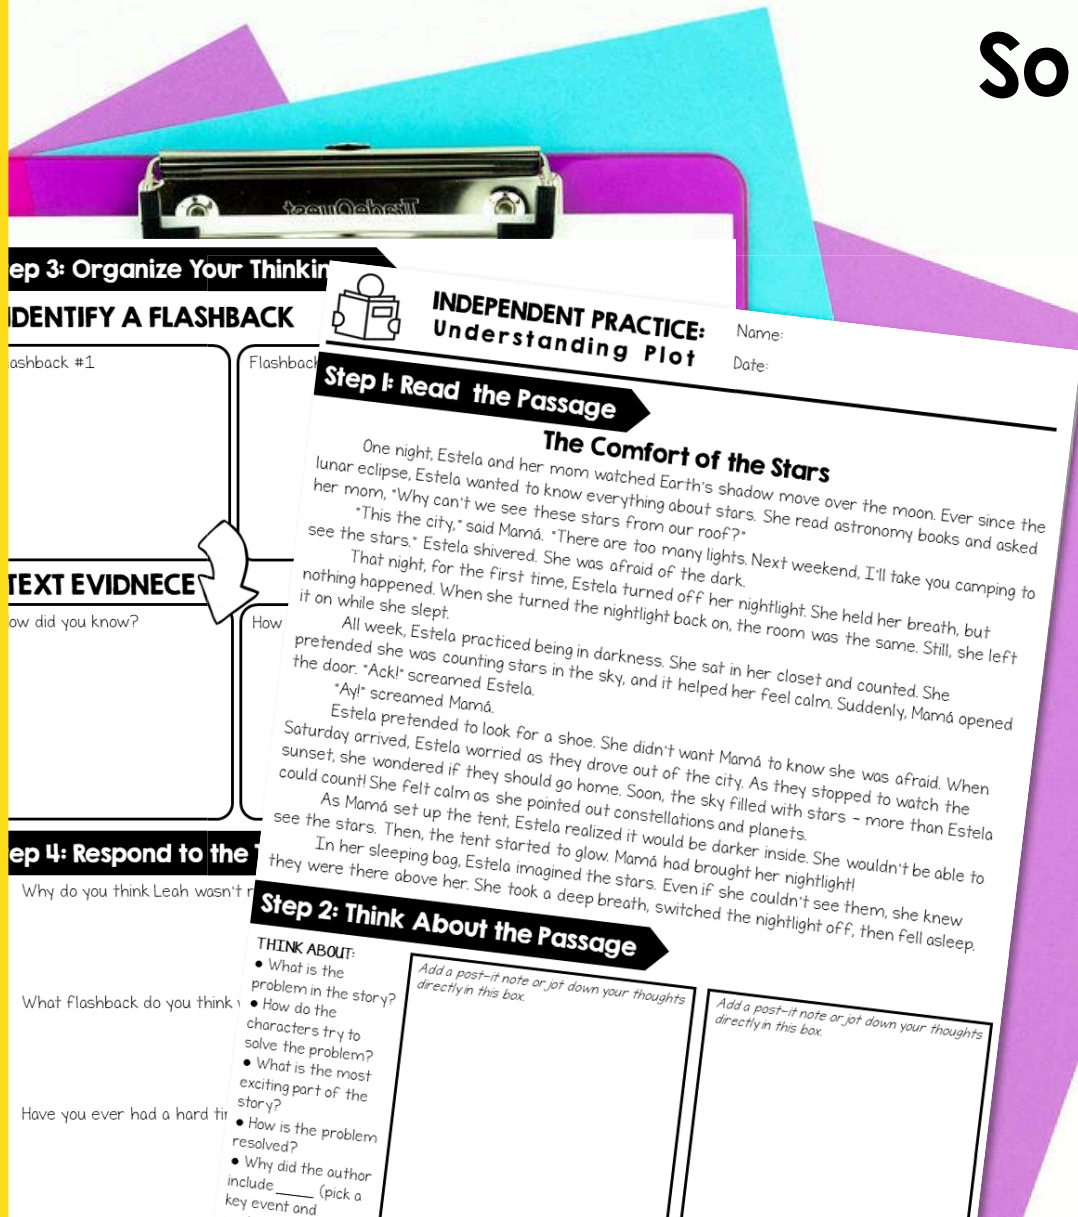 So
TisdeQuest
ep 3: Organize Your Thinkin
IDENTIFY A FLASHBACK
ashback #1
Flashback
TEXT EVIDNECE
ow did you know?
How
ep 4: Respond to the
Why do you think Leah wasn't r
What flashback do you think
Have you ever had a hard tir
INDEPENDENT PRACTICE:
Understanding Plot
Name:
Date:
Step 1: Read the Passage
The Comfort of the Stars
One night, Estela and her mom watched Earth's shadow move over the moon. Ever since the
lunar eclipse, Estela wanted to know everything about stars. She read astronomy books and asked
her mom, "Why can't we see these stars from our roof?"
"This the city," said Mamá. "There are too many lights. Next weekend, I'll take you camping to
see the stars." Estela shivered. She was afraid of the dark.
That night, for the first time, Estela turned off her nightlight. She held her breath, but
nothing happened. When she turned the nightlight back on, the room was the same. Still, she left
it on while she slept.
All week, Estela practiced being in darkness. She sat in her closet and counted. She
pretended she was counting stars in the sky, and it helped her feel calm. Suddenly, Mamá opened
the door. "Ack!" screamed Estela.
"Ay!" screamed Mamá.
Estela pretended to look for a shoe. She didn't want Mamá to know she was afraid. When
Saturday arrived, Estela worried as they drove out of the city. As they stopped to watch the
sunset, she wondered if they should go home. Soon, the sky filled with stars – more than Estela
could count! She felt calm as she pointed out constellations and planets.
As Mamá set up the tent, Estela realized it would be darker inside. She wouldn't be able to
see the stars. Then, the tent started to glow. Mamá had brought her nightlight!
In her sleeping bag, Estela imagined the stars. Even if she couldn't see them, she knew
they were there above her. She took a deep breath, switched the nightlight off, then fell asleep.
Step 2: Think About the Passage
THINK ABOUT:
• What is the
problem in the story?
• How do the
characters try to
solve the problem?
• What is the most
exciting part of the
story?
• How is the problem
resolved?
• Why did the author
include_____ (pick a
key event and
Add a post-it note or jot down your thoughts
directly in this box.
Add a post-it note or jot down your thoughts
directly in this box.